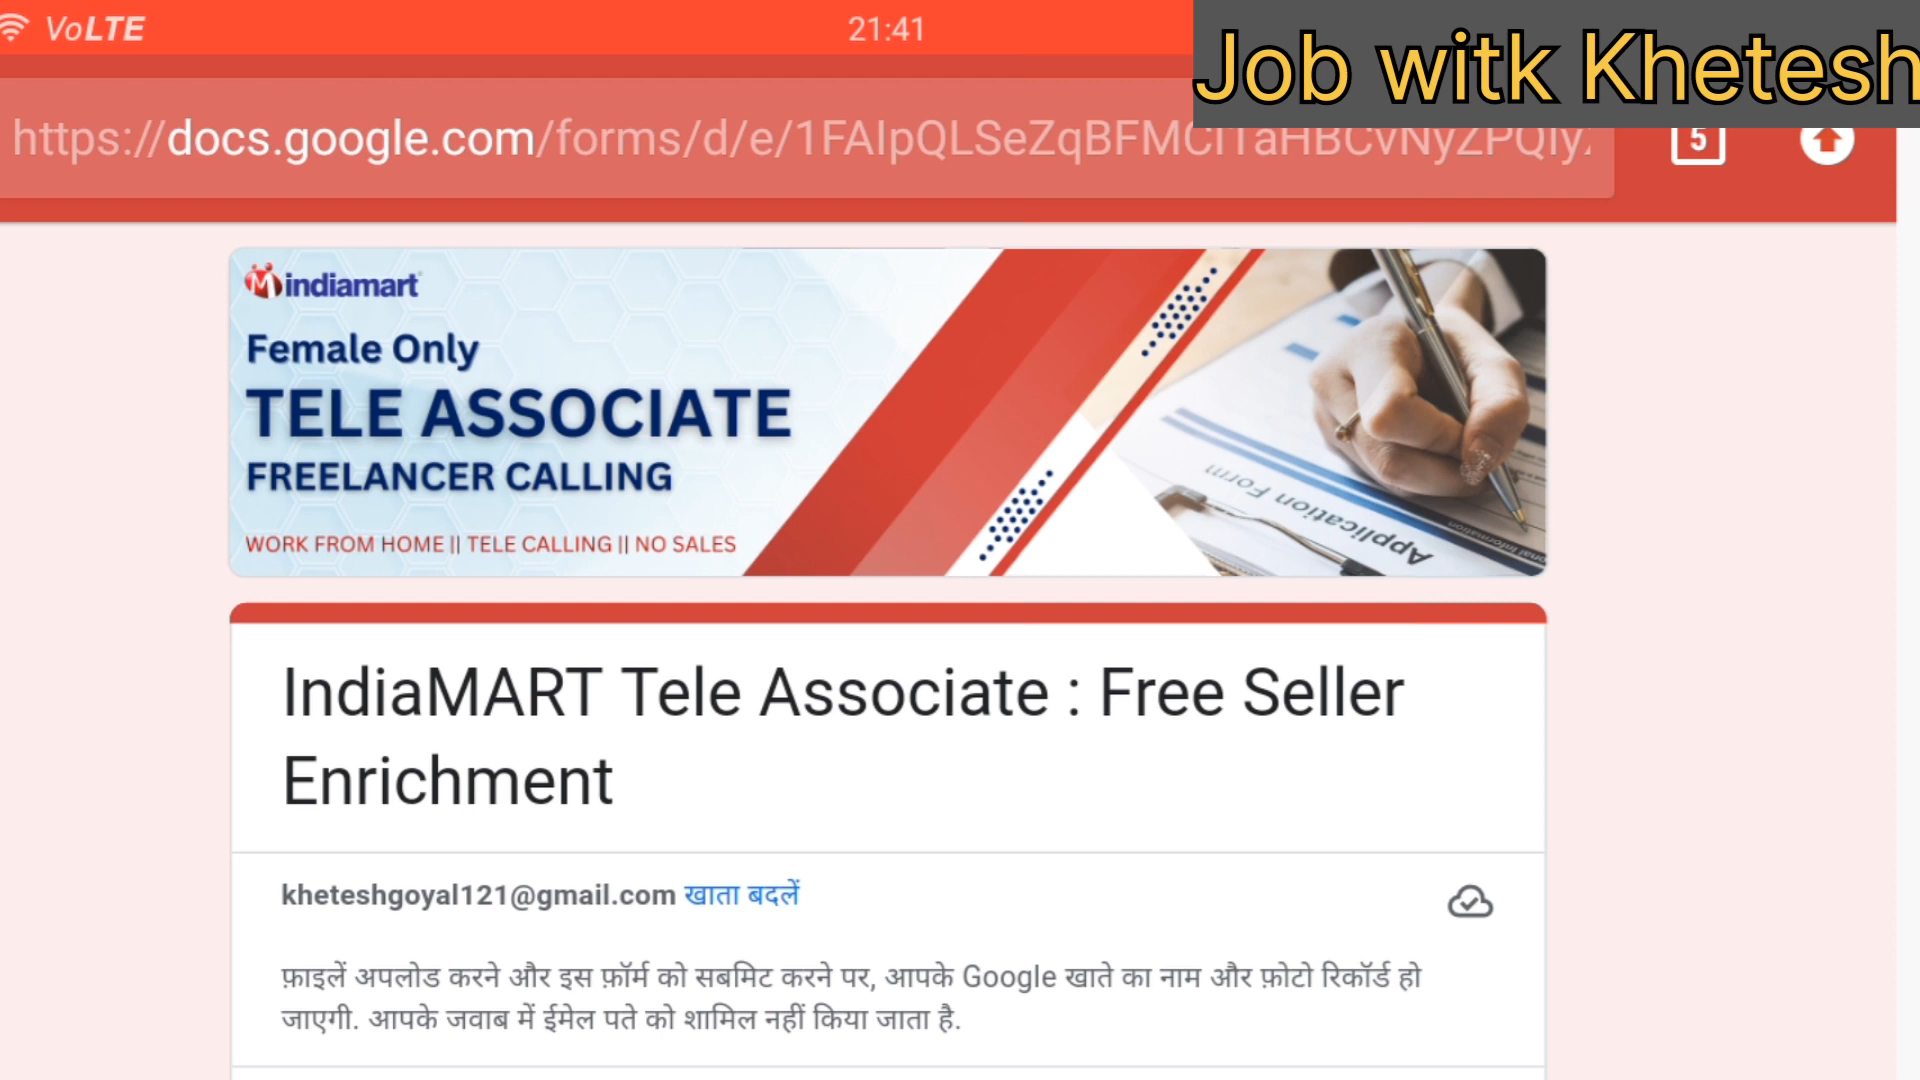 VoLTE
21:41
Job witk Khetesh
https://docs.google.com/forms/d/e/1FAIpQLSeZqBFMCI1aHBCvNyZPQIy
5
indiamart
Female Only
TELE ASSOCIATE
FREELANCER CALLING
WORK FROM HOME || TELE CALLING || NO SALES
Application Form
IndiaMART Tele Associate : Free Seller
Enrichment
kheteshgoyal121@gmail.com खाता बदलें
फ़ाइलें अपलोड करने और इस फ़ॉर्म को सबमिट करने पर, आपके Google खाते का नाम और फ़ोटो रिकॉर्ड हो
जाएगी. आपके जवाब में ईमेल पते को शामिल नहीं किया जाता है.